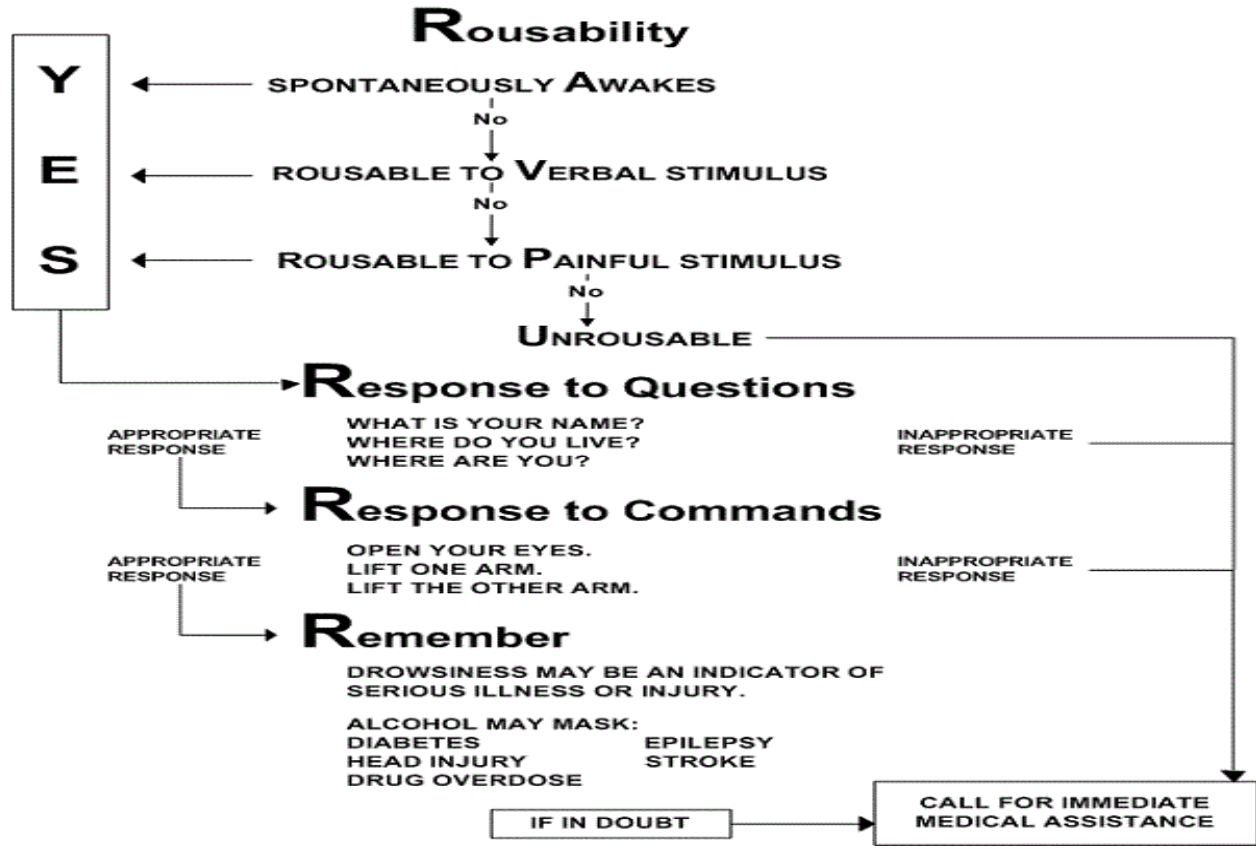 Rousability
Y
E
S
SPONTANEOUSLY AWAKES
No
ROUSABLE TO VERBAL STIMULUS
No
ROUSABLE TO PAINFUL STIMULUS
No
UNROUSABLE
Response to Questions
APPROPRIATE
RESPONSE
WHAT IS YOUR NAME?
WHERE DO YOU LIVE?
WHERE ARE YOU?
INAPPROPRIATE
RESPONSE
Response to Commands
APPROPRIATE
RESPONSE
OPEN YOUR EYES.
LIFT ONE ARM.
LIFT THE OTHER ARM.
INAPPROPRIATE
RESPONSE
Remember
DROWSINESS MAY BE AN INDICATOR OF
SERIOUS ILLNESS OR INJURY.
ALCOHOL MAY MASK:
DIABETES EPILEPSY
HEAD INJURY STROKE
DRUG OVERDOSE
IF IN DOUBT
CALL FOR IMMEDIATE
MEDICAL ASSISTANCE